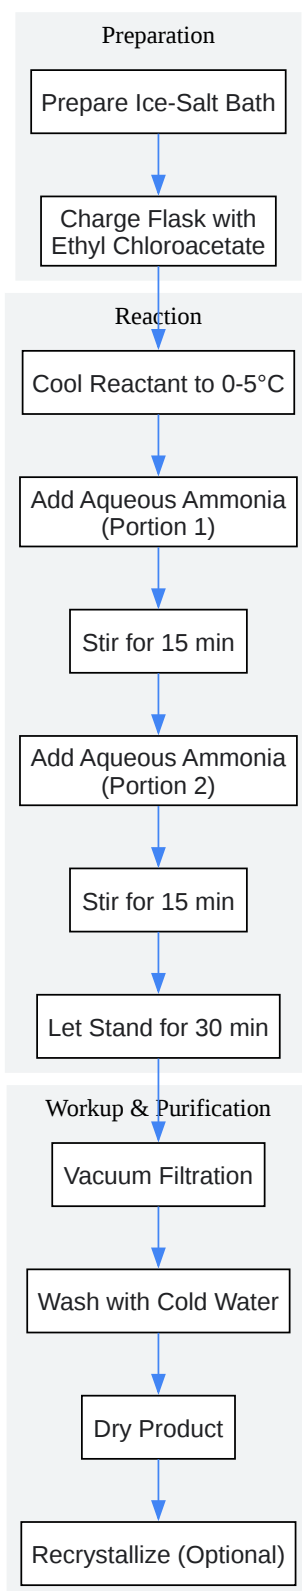 Preparation
Prepare Ice-Salt Bath
Charge Flask with
Ethyl Chloroacetate
Reaction
Cool Reactant to 0-5°C
Add Aqueous Ammonia
(Portion 1)
Stir for 15 min
Add Aqueous Ammonia
(Portion 2)
Stir for 15 min
Let Stand for 30 min
Workup & Purification
Vacuum Filtration
Wash with Cold Water
Dry Product
Recrystallize (Optional)